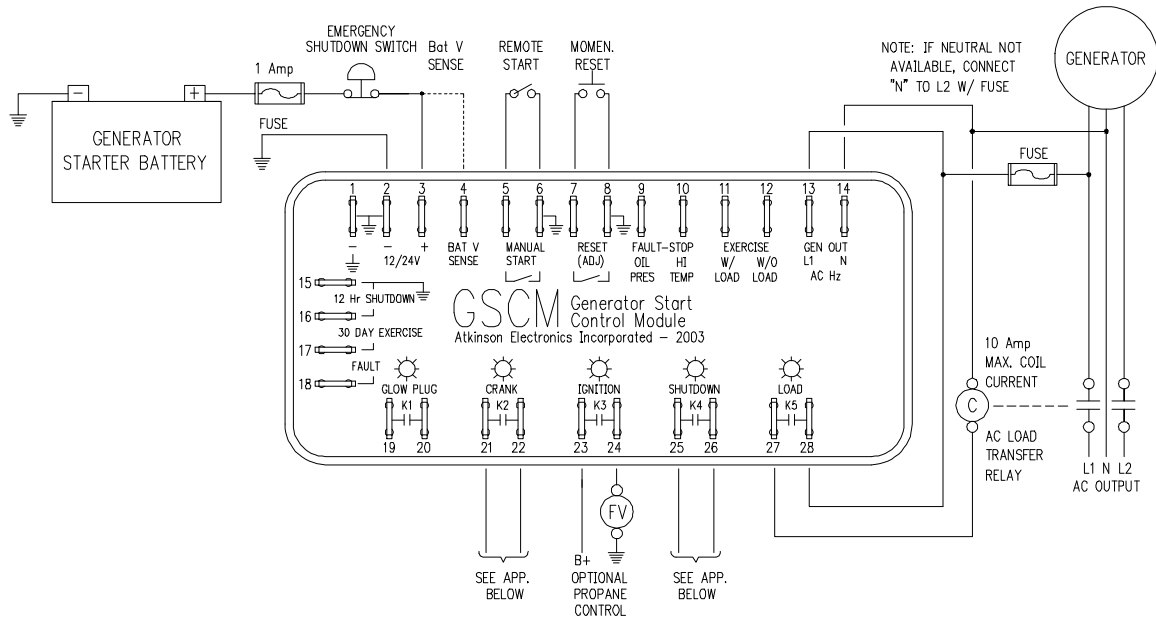 EMERGENCY
SHUTDOWN SWITCH
Bat V
SENSE
REMOTE
START
MOMEN.
RESET
NOTE: IF NEUTRAL NOT
AVAILABLE, CONNECT
"N" TO L2 W/ FUSE
GENERATOR
1 Amp
FUSE
- +
GENERATOR
STARTER BATTERY
FUSE
1 2 3 4 5 6 7 8 9 10 11 12 13 14
- - +
12/24V
BAT V
SENSE
MANUAL
START
RESET
(ADJ)
FAULT-STOP
OIL
PRES
HI
TEMP
EXERCISE
W/
LOAD
W/O
LOAD
GEN OUT
L1 N
AC Hz
15
12 Hr SHUTDOWN
16
30 DAY EXERCISE
17
FAULT
18
GSCM Generator Start
Control Module
Atkinson Electronics Incorporated - 2003
GLOW PLUG
K1
19 20
CRANK
K2
21 22
IGNITION
K3
23 24
SHUTDOWN
K4
25 26
LOAD
K5
27 28
10 Amp
MAX. COIL
CURRENT
C
AC LOAD
TRANSFER
RELAY
L1 N L2
AC OUTPUT
FV
SEE APP.
BELOW
B+
OPTIONAL
PROPANE
CONTROL
SEE APP.
BELOW